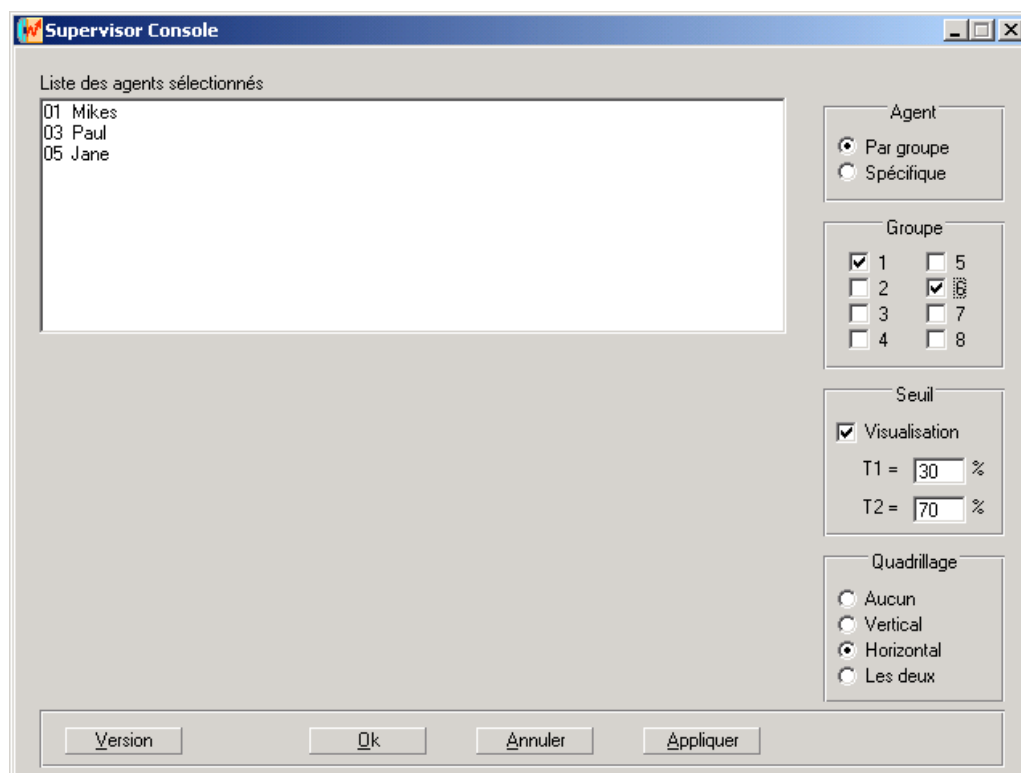 Supervisor Console
Liste des agents sélectionnés
01 Mikes
03 Paul
05 Jane
Agent
Par groupe
Spécifique
Groupe
1 5
2 6
3 7
4 8
Seuil
Visualisation
T1 = 30 %
T2 = 70 %
Quadrillage
Aucun
Vertical
Horizontal
Les deux
Version Ok Annuler Appliquer